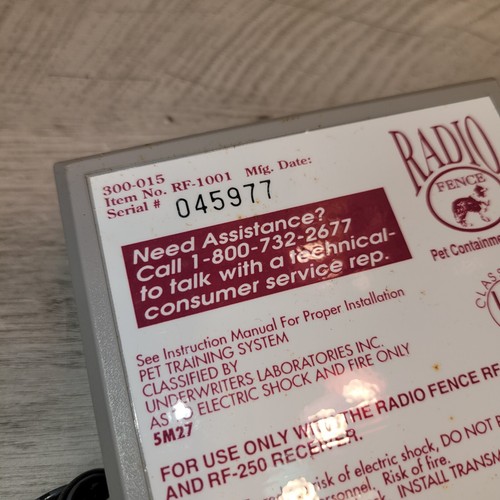 300-015
Item No. RF-1001 Mfg. Date:
Serial # 045977
RADIO
FENCE
Pet Containme
Need Assistance?
Call 1-800-732-2677
to talk with a technical-
consumer service rep.
CLAS
See Instruction Manual For Proper Installation
PET TRAINING SYSTEM
CLASSIFIED BY
UNDERWRITERS LABORATORIES INC.
AS TO ELECTRIC SHOCK AND FIRE ONLY
5M27
FOR USE ONLY WITH THE RADIO FENCE RF-
AND RF-250 RECEIVER.
risk of electric shock, DO NOT
Risk of fire.
INSTALL TRANSM